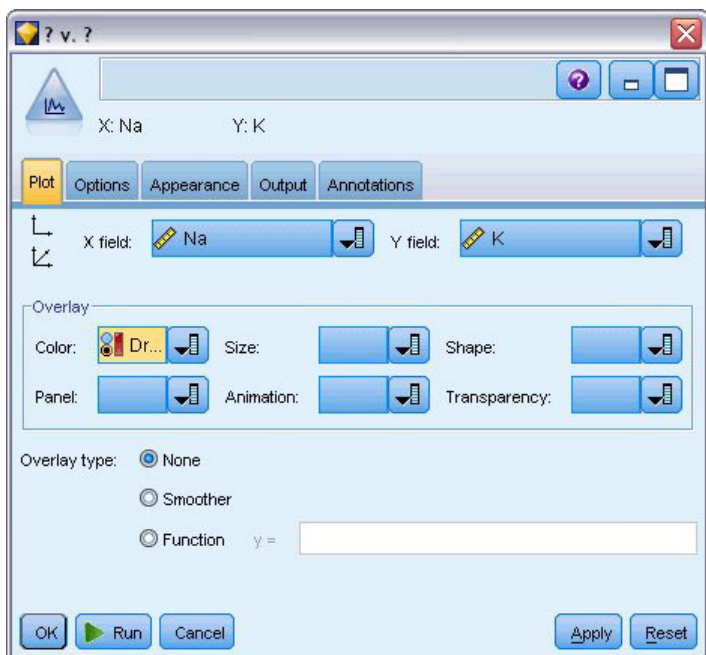 ? v. ?
X: Na Y: K
Plot Options Appearance Output Annotations
X field: Na Y field: K
Overlay
Color: Dr... Size: Shape:
Panel: Animation: Transparency:
Overlay type: None
Smoother
Function y =
OK Run Cancel Apply Reset